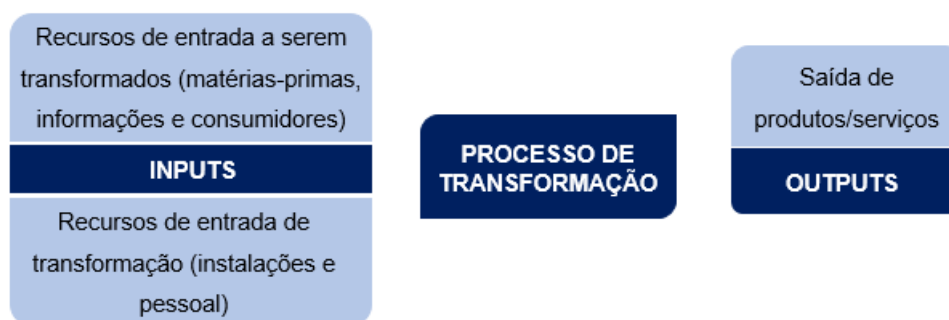 Recursos de entrada a serem
transformados (matérias-primas,
informações e consumidores)
INPUTS
Recursos de entrada de
transformação (instalações e
pessoal)
PROCESSO DE
TRANSFORMAÇÃO
Saída de
produtos/serviços
OUTPUTS